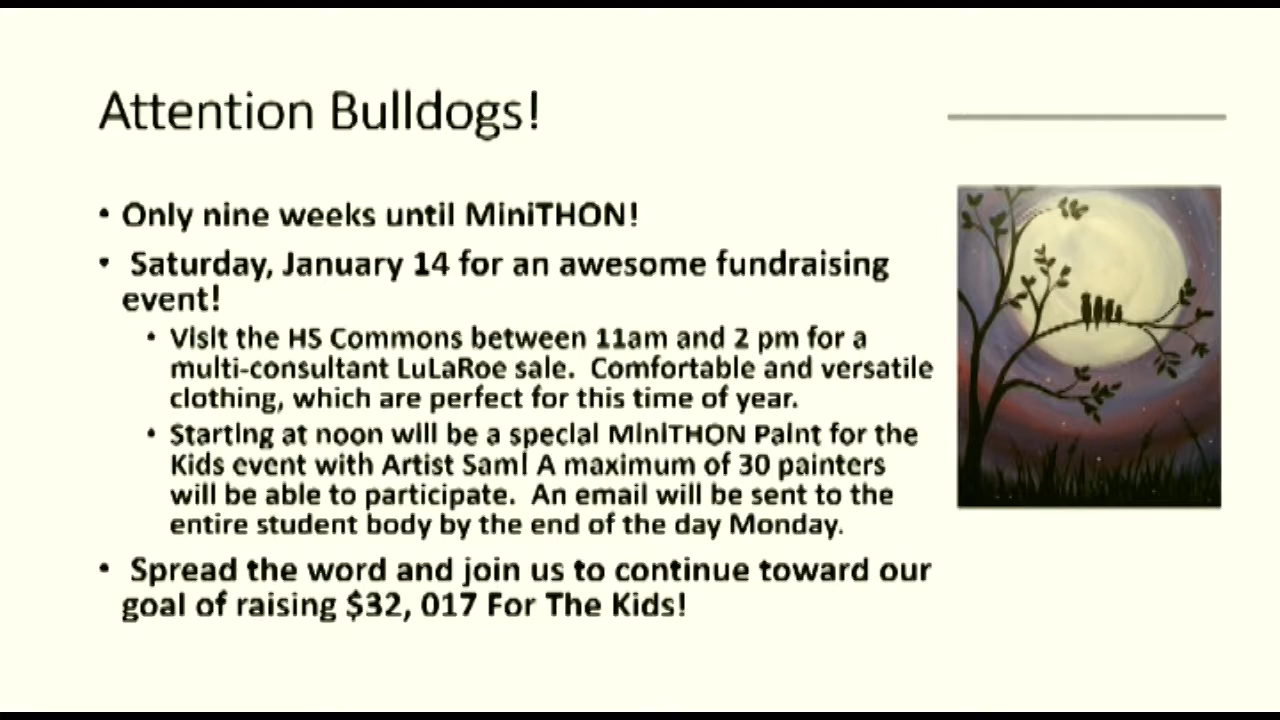 Attention Bulldogs!
• Only nine weeks until MiniTHON!
• Saturday, January 14 for an awesome fundraising
event!
• Visit the HS Commons between 11am and 2 pm for a
multi-consultant LuLaRoe sale. Comfortable and versatile
clothing, which are perfect for this time of year.
• Starting at noon will be a special MiniTHON Paint for the
Kids event with Artist Sam! A maximum of 30 painters
will be able to participate. An email will be sent to the
entire student body by the end of the day Monday.
• Spread the word and join us to continue toward our
goal of raising $32, 017 For The Kids!